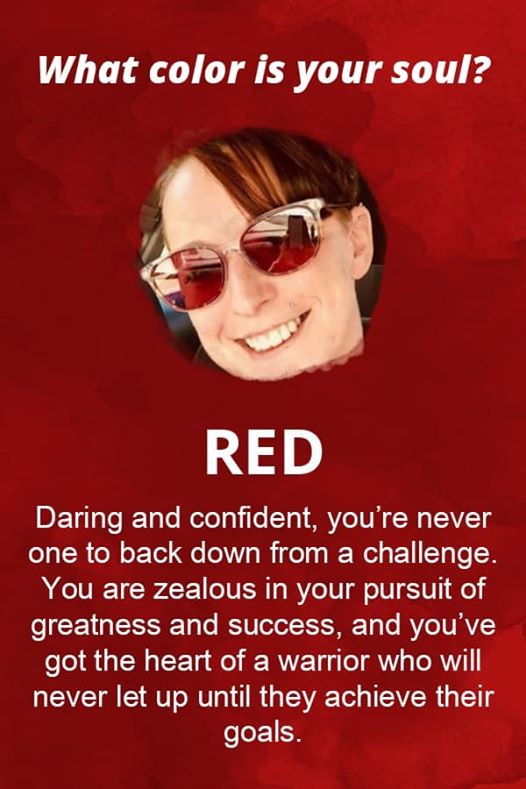 What color is your soul?
RED
Daring and confident, you’re never
one to back down from a challenge.
You are zealous in your pursuit of
greatness and success, and you’ve
got the heart of a warrior who will
never let up until they achieve their
goals.